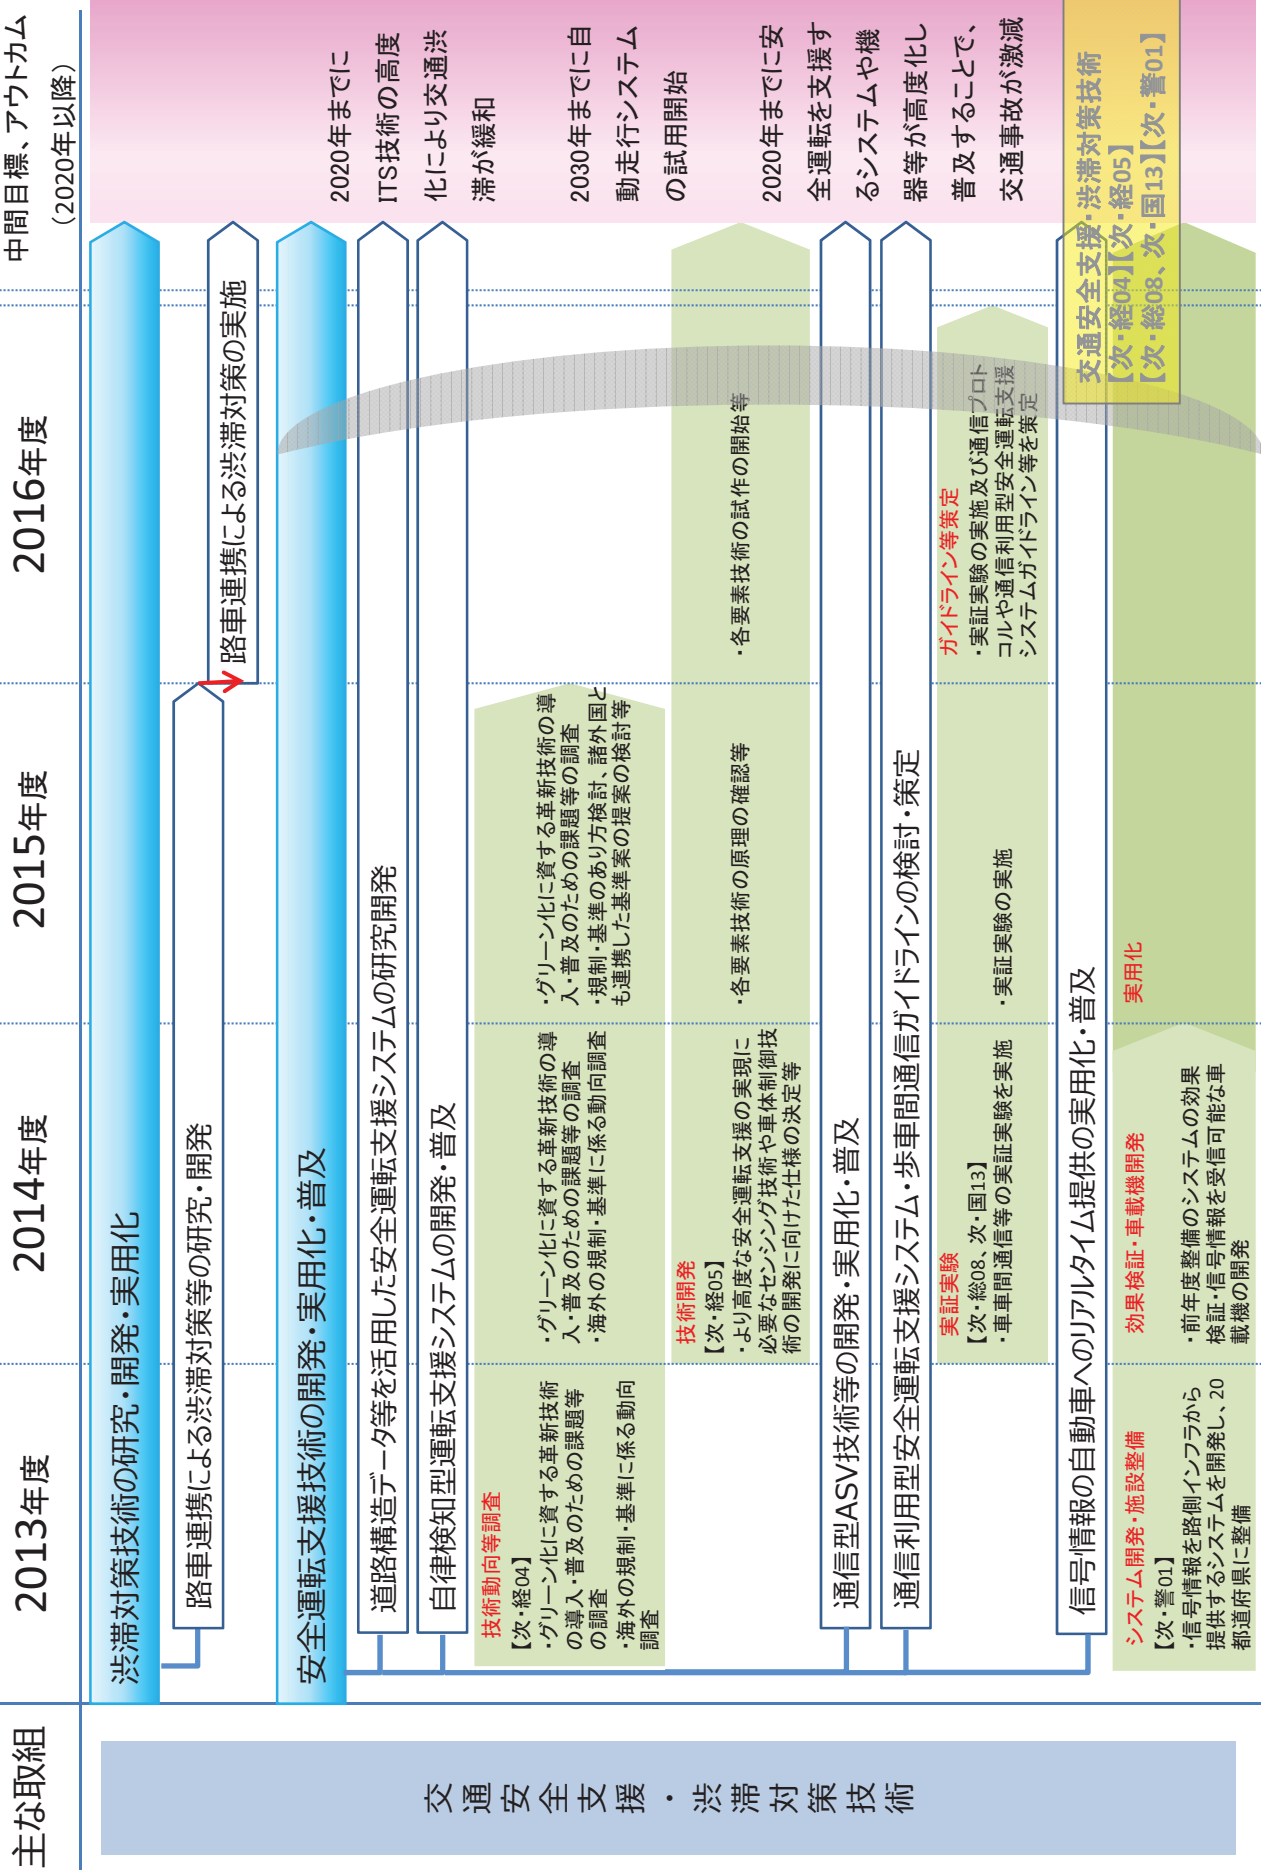 主な取組
2013年度
2014年度
2015年度
2016年度
中間目標、アウトカム
(2020年以降)
交通安全支援・渋滞対策技術
渋滞対策技術の研究・開発・実用化
路車連携による渋滞対策等の研究・開発
路車連携による渋滞対策の実施
安全運転支援技術の開発・実用化・普及
道路構造データ等を活用した安全運転支援システムの研究開発
自律検知型運転支援システムの開発・普及
技術動向等調査
【次・経04】
・グリーン化に資する革新技術
の導入・普及のための課題等
の調査
・海外の規制・基準に係る動向
調査
・グリーン化に資する革新技術の導
入・普及のための課題等の調査
・海外の規制・基準に係る動向調査
・グリーン化に資する革新技術の導
入・普及のための課題等の調査
・規制・基準のあり方検討、諸外国と
も連携した基準案の提案の検討等
技術開発
【次・経05】
・より高度な安全運転支援の実現に
必要なセンシング技術や車体制御技
術の開発に向けた仕様の決定等
・各要素技術の原理の確認等
・各要素技術の試作の開始等
通信型ASV技術等の開発・実用化・普及
通信利用型安全運転支援システム・歩車間通信ガイドラインの検討・策定
実証実験
【次・総08、次・国13】
・車車間通信等の実証実験を実施
・実証実験の実施
ガイドライン等策定
・実証実験の実施及び通信プロト
コルや通信利用型安全運転支援
システムガイドライン等を策定
信号情報の自動車へのリアルタイム提供の実用化・普及
システム開発・施設整備
【次・警01】
・信号情報を路側インフラから
提供するシステムを開発し、20
都道府県に整備
効果検証・車載機開発
・前年度整備のシステムの効果
検証・信号情報を受信可能な車
載機の開発
実用化
2020年までに
ITS技術の高度
化により交通渋
滞が緩和
2030年までに自
動走行システム
の試用開始
2020年までに安
全運転を支援す
るシステムや機
器等が高度化し
普及することで、
交通事故が激減
交通安全支援・渋滞対策技術
【次・経04】【次・経05】
【次・総08、次・国13】【次・警01】